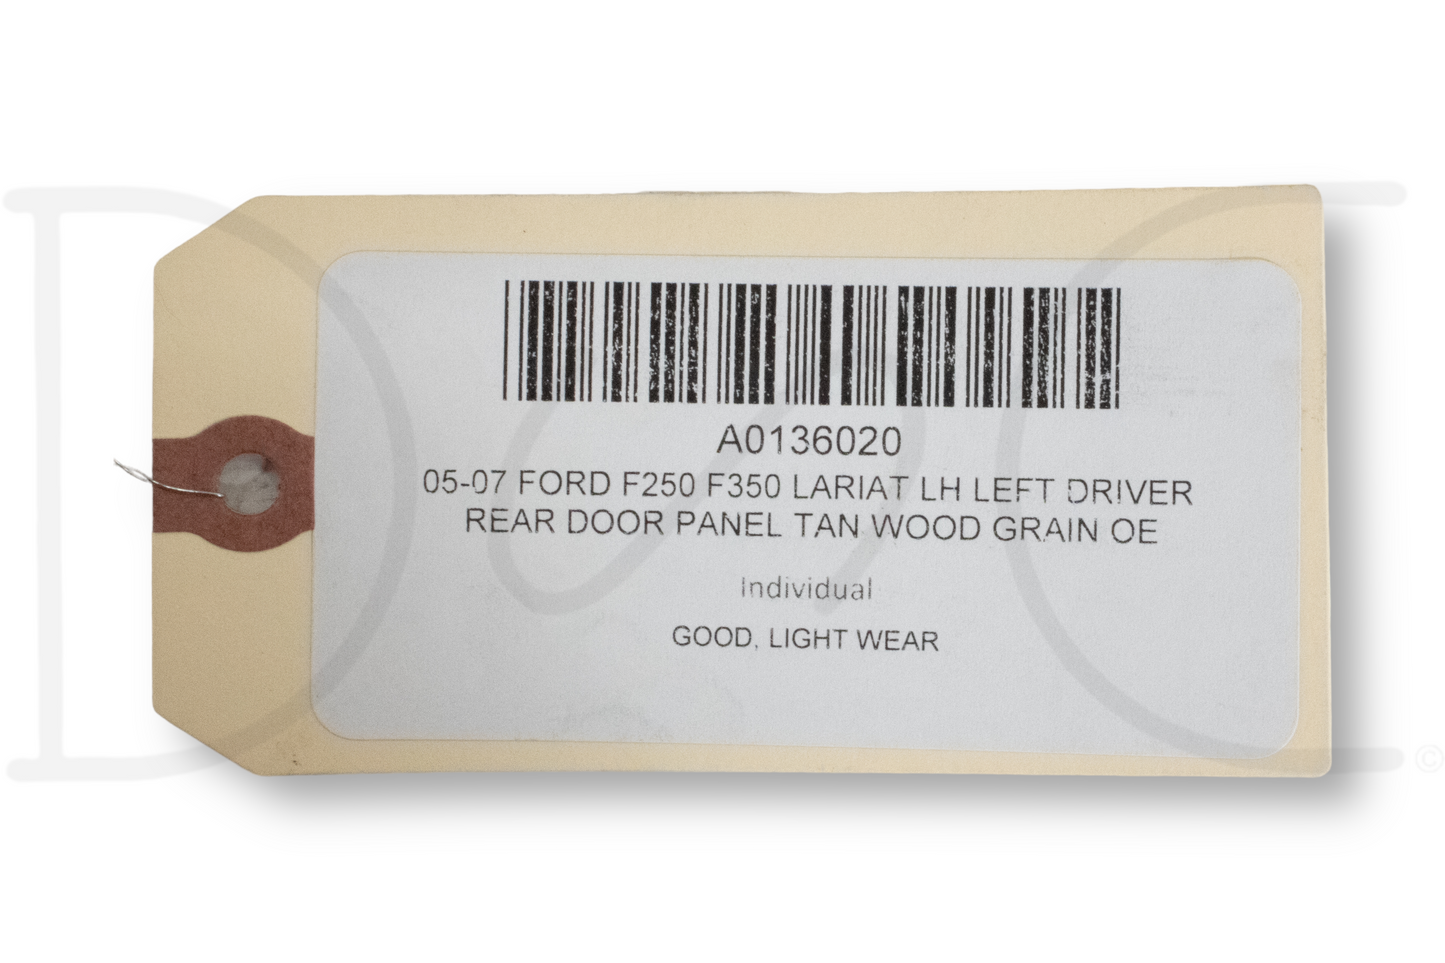 A0136020
05-07 FORD F250 F350 LARIAT LH LEFT DRIVER
REAR DOOR PANEL TAN WOOD GRAIN OE
Individual
GOOD, LIGHT WEAR
©